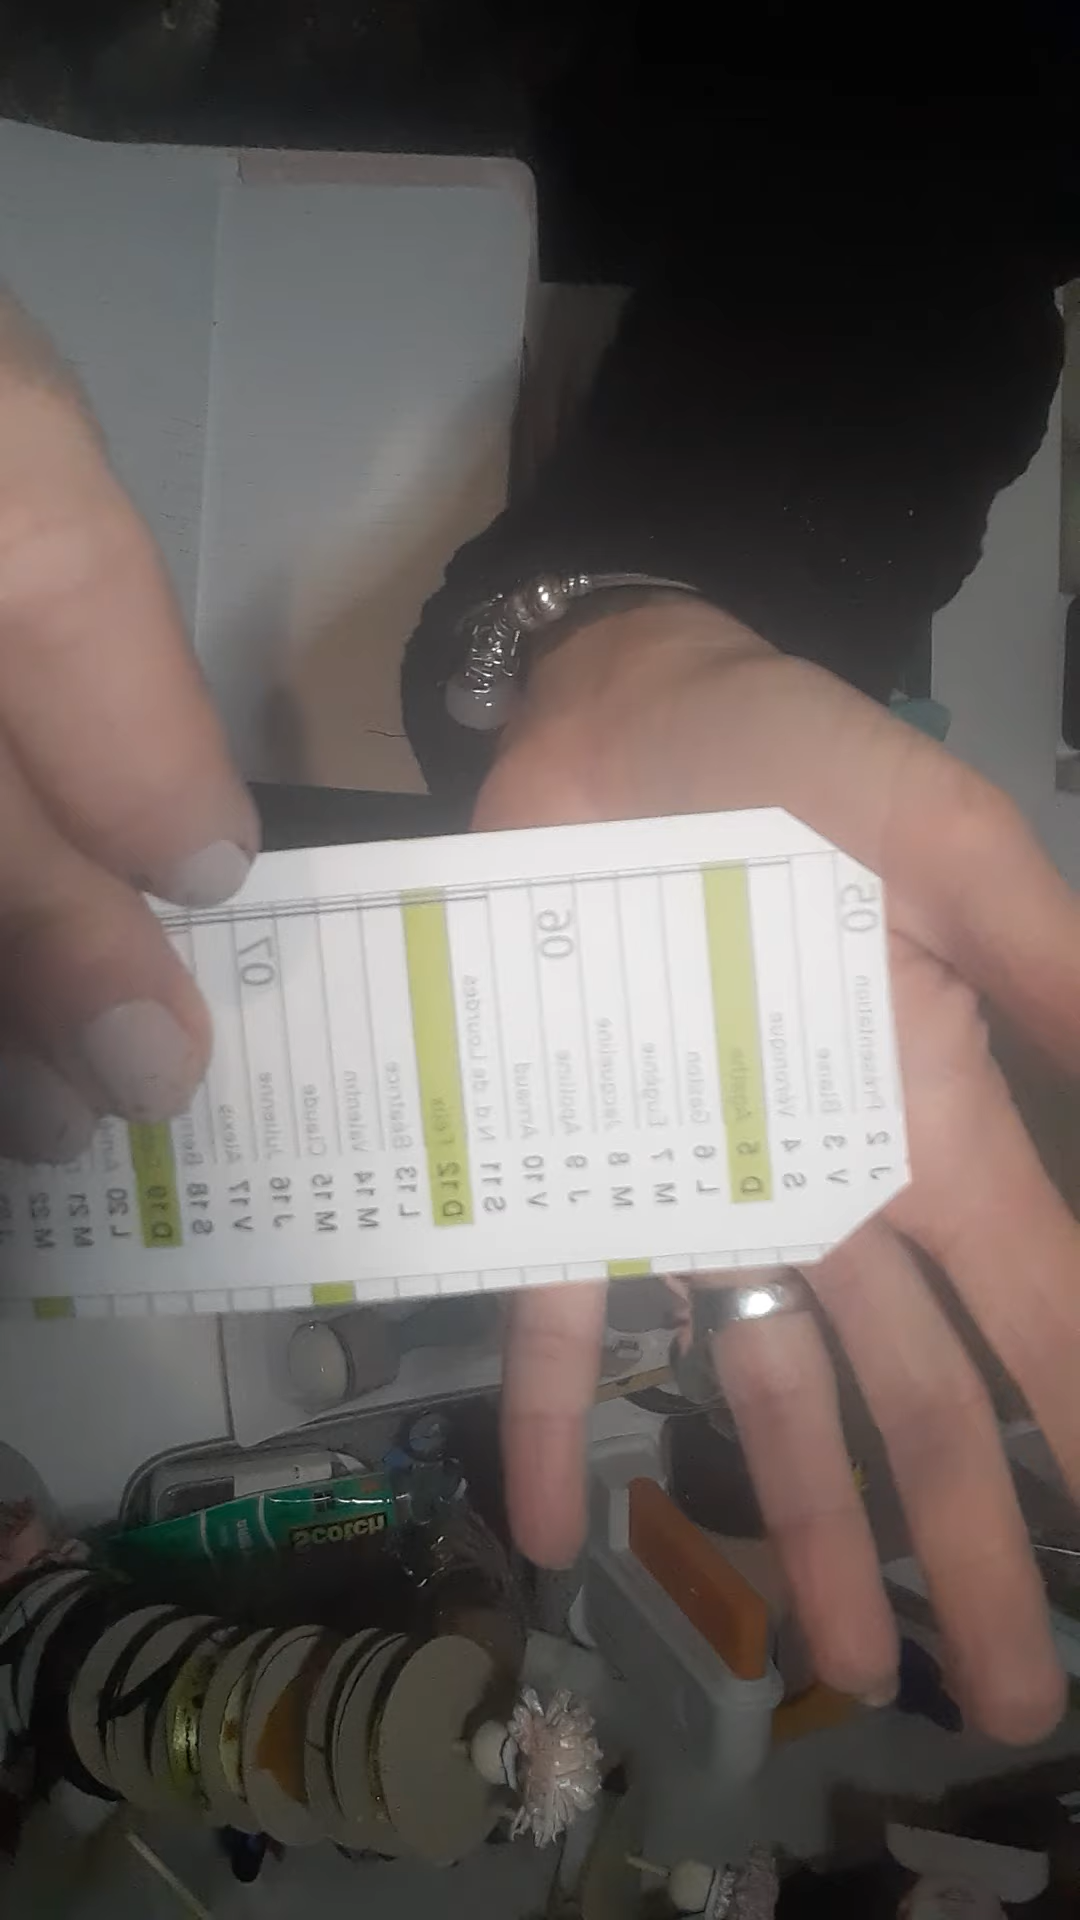 J 2 Présentation 05
V 3 Blaise
S 4 Véronique
D 5 Agathe
L 6 Gaston
M 7 Eugénie
M 8 Jacqueline
J 9 Apolline 06
V 10 Arnaud
S 11 N.D de Lourdes
D 12 Félix
L 13 Béatrice
M 14 Valentin
M 15 Claude
J 16 Julienne 07
V 17 Alexis
S 18
D 19
L 20
M 21
M 22
Scotch